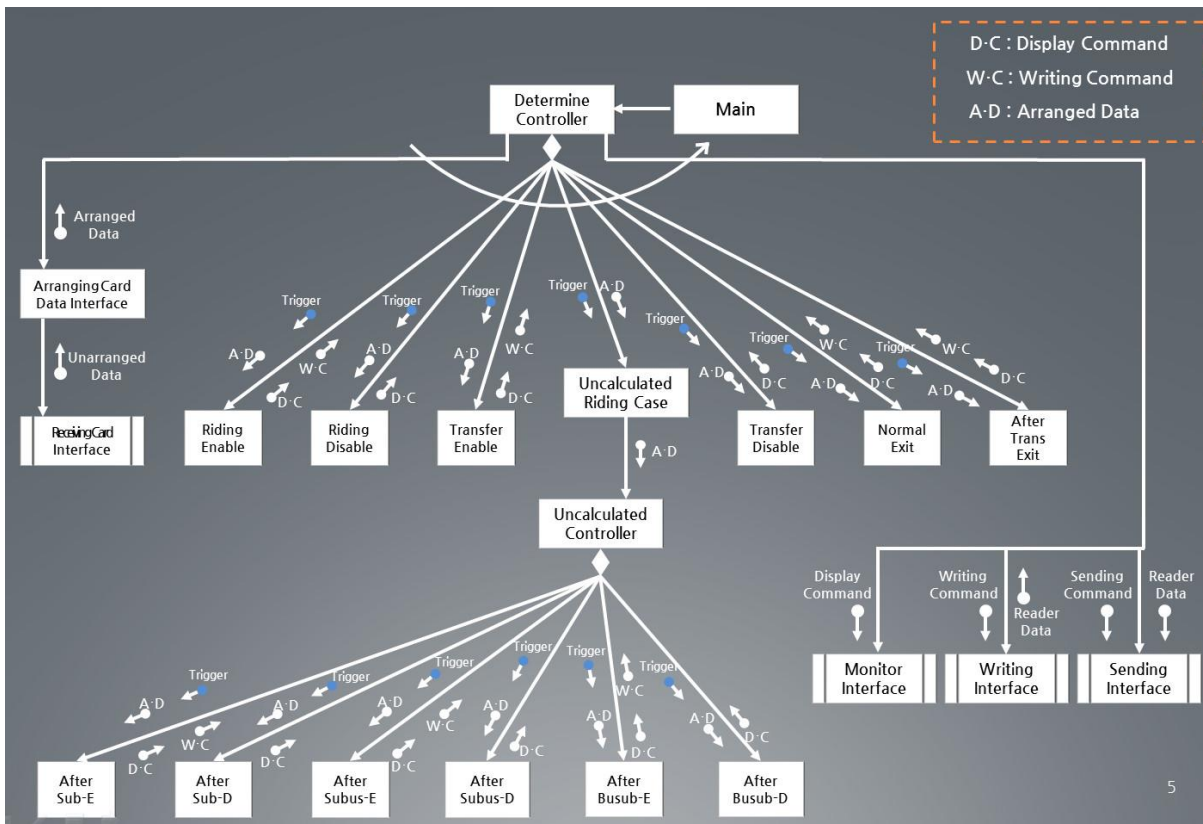 D·C : Display Command
W·C : Writing Command
A·D : Arranged Data
Determine
Controller
Main
Arranged
Data
Arranging Card
Data Interface
Unarranged
Data
Receiving Card
Interface
Trigger
A·D
D·C
W·C
Riding
Enable
Trigger
A·D
D·C
Riding
Disable
Trigger
W·C
A·D
D·C
Transfer
Enable
Trigger
A·D
Uncalculated
Riding Case
A·D
Trigger
A·D
D·C
Transfer
Disable
Trigger
W·C
A·D
D·C
Normal
Exit
Trigger
W·C
A·D
D·C
After
Trans
Exit
Uncalculated
Controller
Trigger
A·D
W·C
D·C
After
Sub-E
Trigger
A·D
D·C
After
Sub-D
Trigger
A·D
W·C
D·C
After
Subus-E
Trigger
A·D
D·C
After
Subus-D
Trigger
W·C
A·D
D·C
After
Busub-E
Trigger
A·D
D·C
After
Busub-D
Display
Command
Monitor
Interface
Writing
Command
Reader
Data
Writing
Interface
Sending
Command
Reader
Data
Sending
Interface
5